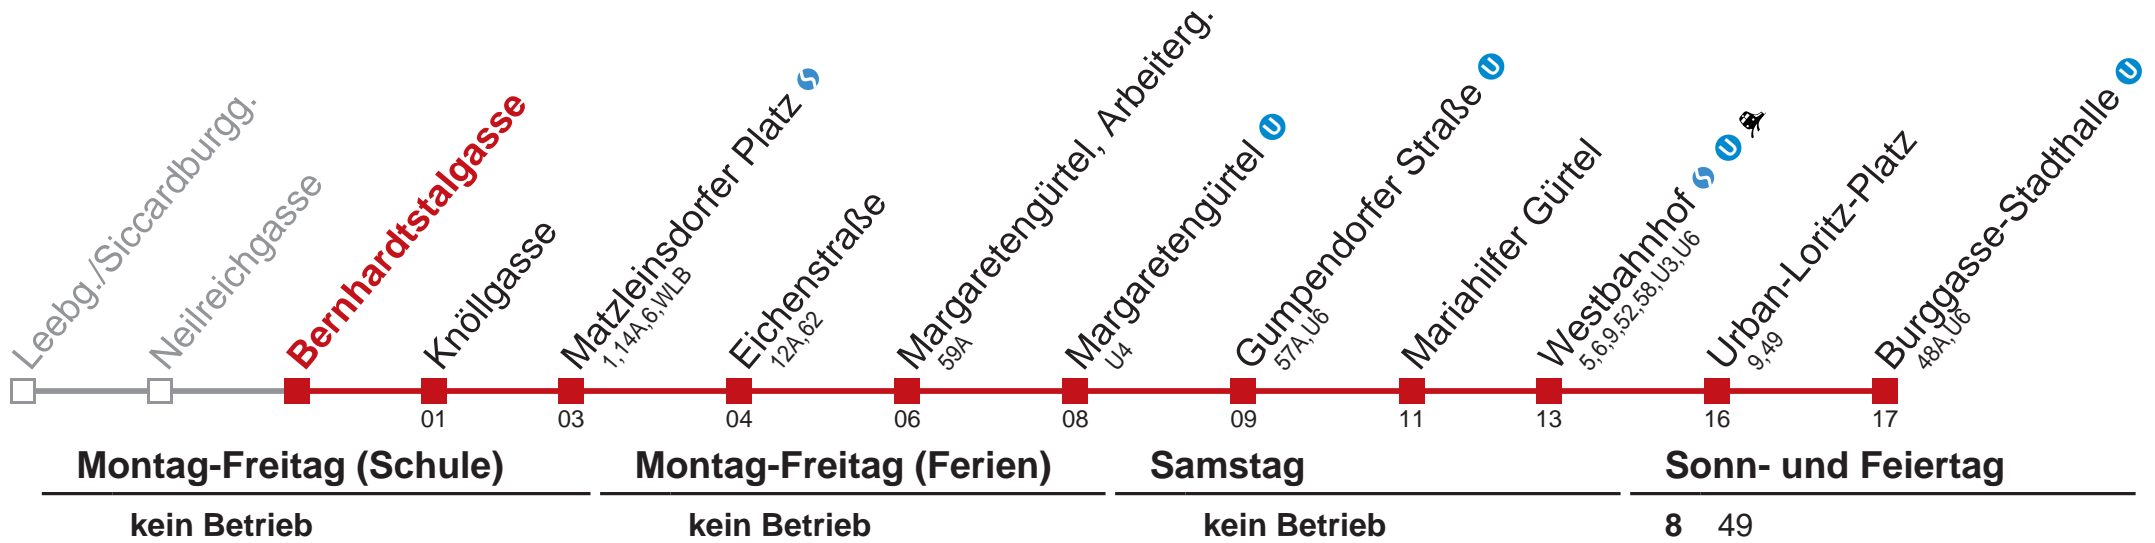 Leebg./Siccardburgg.
Neilreichgasse
Bernhardtstalgasse
Knöllgasse
Matzleinsdorfer Platz
1,14A,6,WLB
Eichenstraße
12A,62
Margaretengürtel, Arbeiterg.
59A
Margaretengürtel U
U4
Gumpendorfer Straße U
57A,U6
Mariahilfer Gürtel
Westbahnhof U
5,6,9,52,58,U3,U6
Urban-Loritz-Platz
9,49
Burggasse-Stadthalle U
48A,U6
01 03 04 06 08 09 11 13 16 17
Montag-Freitag (Schule) Montag-Freitag (Ferien) Samstag Sonn- und Feiertag
kein Betrieb kein Betrieb kein Betrieb 8 49